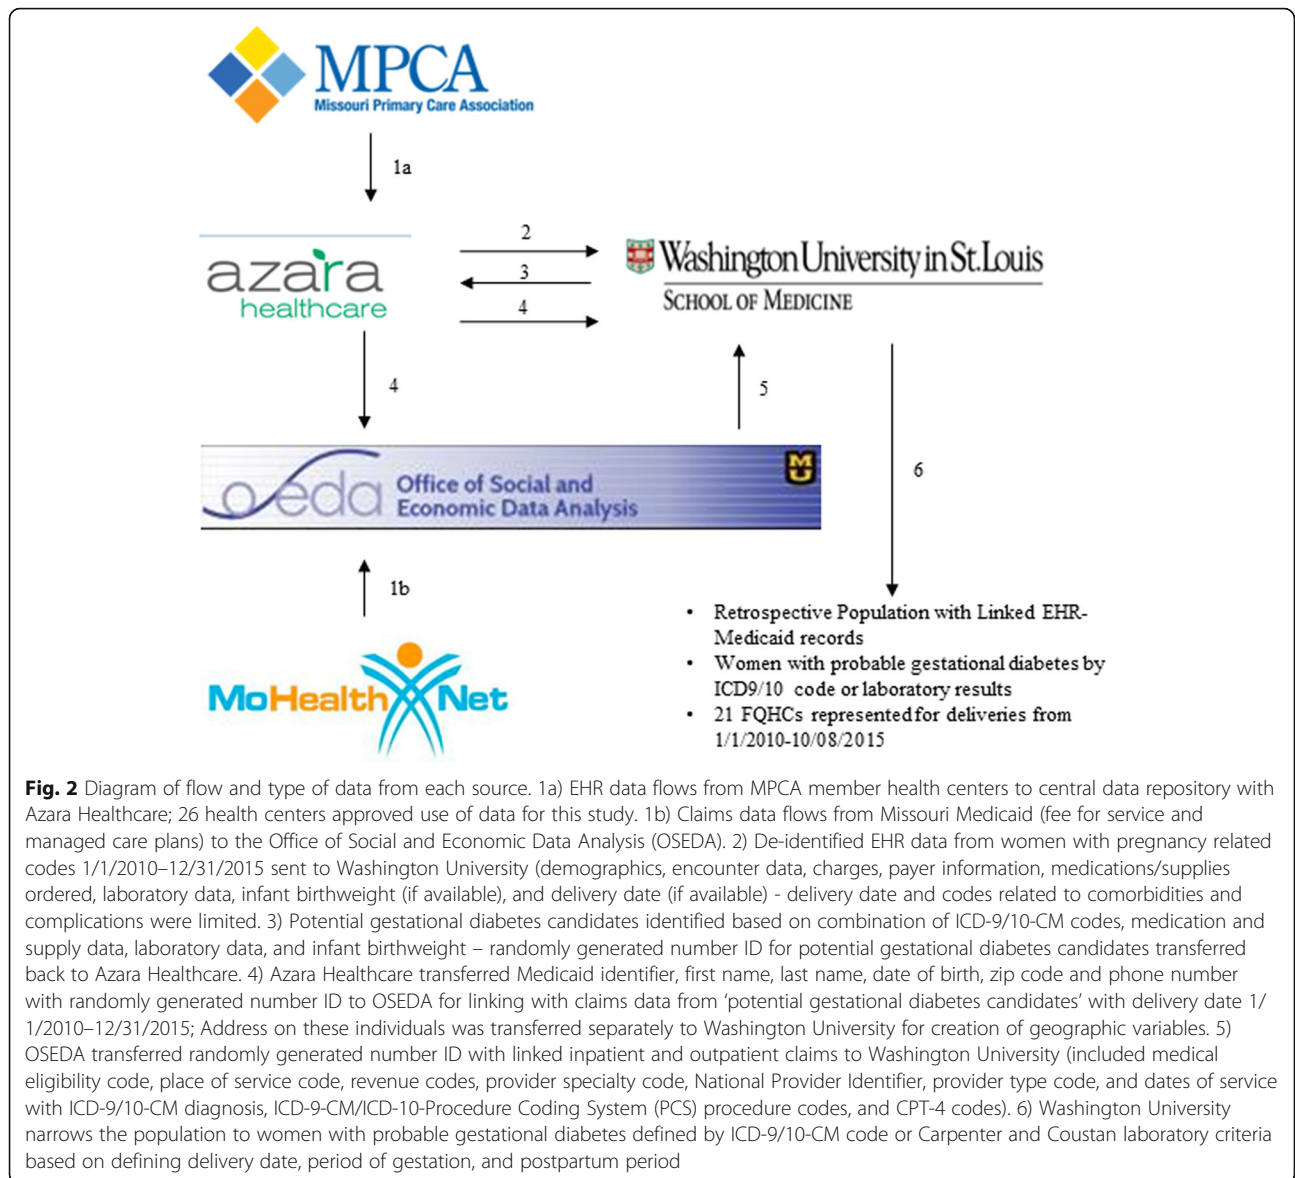 MPCA
Missouri Primary Care Association
1a
azara
healthcare
2
3
4
Washington University in St.Louis
SCHOOL OF MEDICINE
4
5
6
oseda
Office of Social and
Economic Data Analysis
MU
1b
MoHealthNet
• Retrospective Population with Linked EHR-
Medicaid records
• Women with probable gestational diabetes by
ICD9/10 code or laboratory results
• 21 FQHCs represented for deliveries from
1/1/2010-10/08/2015
Fig. 2 Diagram of flow and type of data from each source. 1a) EHR data flows from MPCA member health centers to central data repository with
Azara Healthcare; 26 health centers approved use of data for this study. 1b) Claims data flows from Missouri Medicaid (fee for service and
managed care plans) to the Office of Social and Economic Data Analysis (OSEDA). 2) De-identified EHR data from women with pregnancy related
codes 1/1/2010–12/31/2015 sent to Washington University (demographics, encounter data, charges, payer information, medications/supplies
ordered, laboratory data, infant birthweight (if available), and delivery date (if available) - delivery date and codes related to comorbidities and
complications were limited. 3) Potential gestational diabetes candidates identified based on combination of ICD-9/10-CM codes, medication and
supply data, laboratory data, and infant birthweight – randomly generated number ID for potential gestational diabetes candidates transferred
back to Azara Healthcare. 4) Azara Healthcare transferred Medicaid identifier, first name, last name, date of birth, zip code and phone number
with randomly generated number ID to OSEDA for linking with claims data from ‘potential gestational diabetes candidates’ with delivery date 1/
1/2010–12/31/2015; Address on these individuals was transferred separately to Washington University for creation of geographic variables. 5)
OSEDA transferred randomly generated number ID with linked inpatient and outpatient claims to Washington University (included medical
eligibility code, place of service code, revenue codes, provider specialty code, National Provider Identifier, provider type code, and dates of service
with ICD-9/10-CM diagnosis, ICD-9-CM/ICD-10-Procedure Coding System (PCS) procedure codes, and CPT-4 codes). 6) Washington University
narrows the population to women with probable gestational diabetes defined by ICD-9/10-CM code or Carpenter and Coustan laboratory criteria
based on defining delivery date, period of gestation, and postpartum period